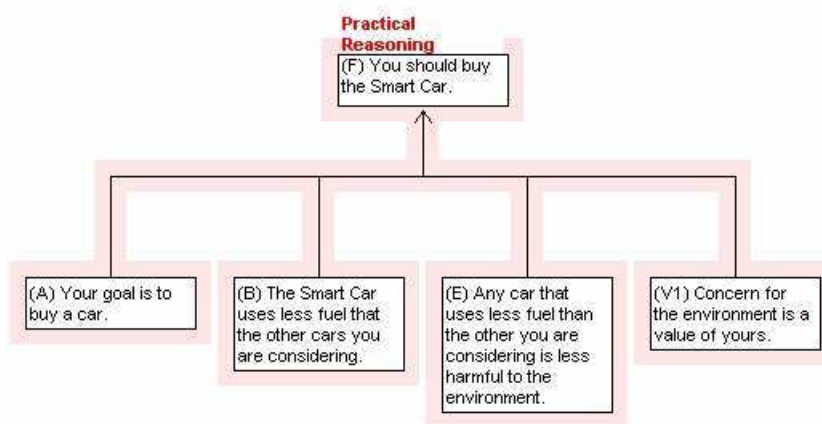 Practical
Reasoning
(F) You should buy
the Smart Car.
(A) Your goal is to
buy a car.
(B) The Smart Car
uses less fuel that
the other cars you
are considering.
(E) Any car that
uses less fuel than
the other you are
considering is less
harmful to the
environment.
(V1) Concern for
the environment is a
value of yours.